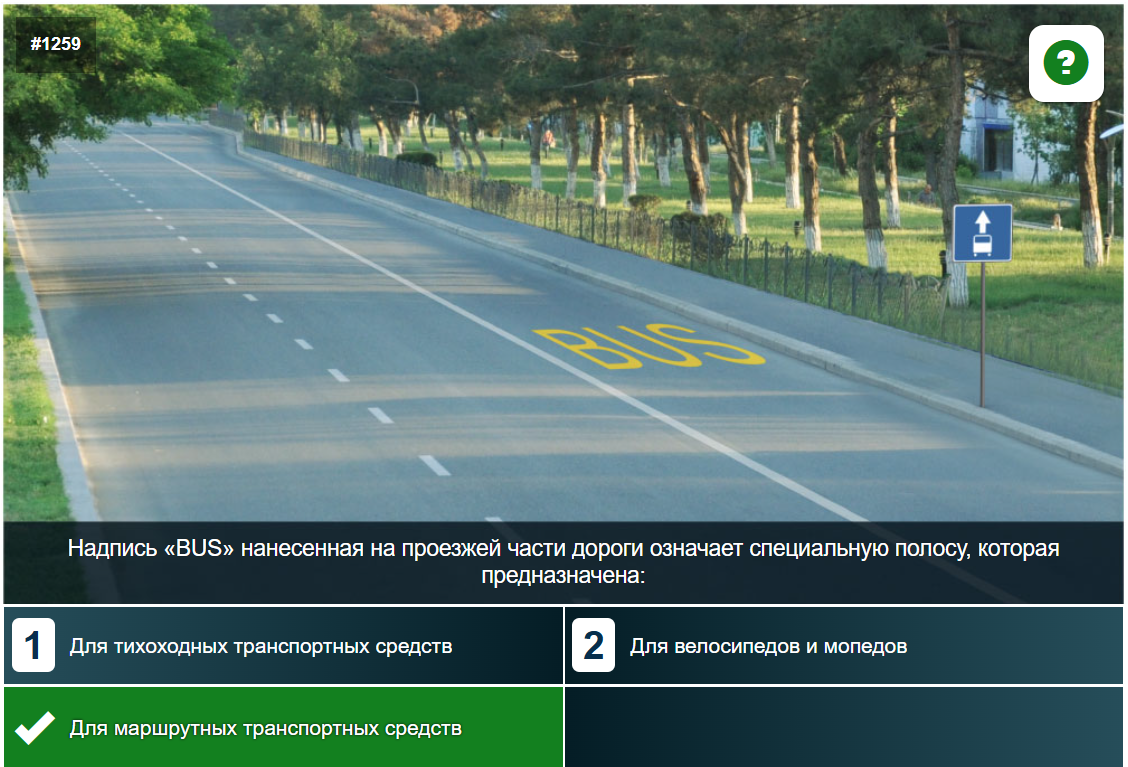 #1259
?
BUS
Надпись «BUS» нанесенная на проезжей части дороги означает специальную полосу, которая
предназначена:
1 Для тихоходных транспортных средств
2 Для велосипедов и мопедов
Для маршрутных транспортных средств